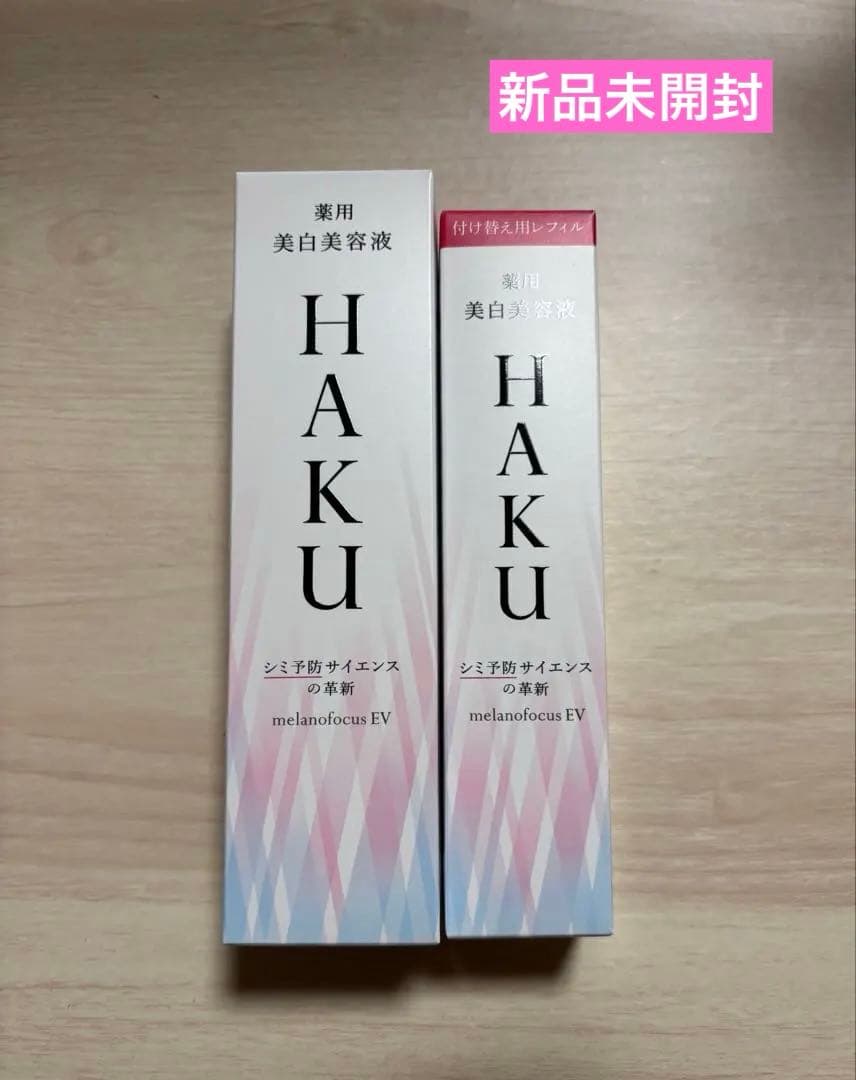 新品未開封
薬用
美白美容液
HAKU
シミ予防サイエンス
の革新
melanofocus EV
付け替え用レフィル
薬用
美白美容液
HAKU
シミ予防サイエンス
の革新
melanofocus EV